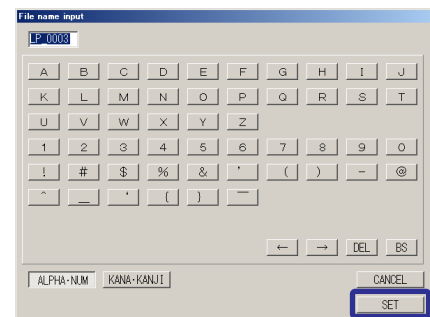 File name input
LP_0003
A B C D E F G H I J
K L M N O P Q R S T
U V W X Y Z
1 2 3 4 5 6 7 8 9 0
! # $ % & ' ( ) - @
^ _ ‘ { } ￣
← → DEL BS
ALPHA・NUM KANA・KANJI CANCEL
SET